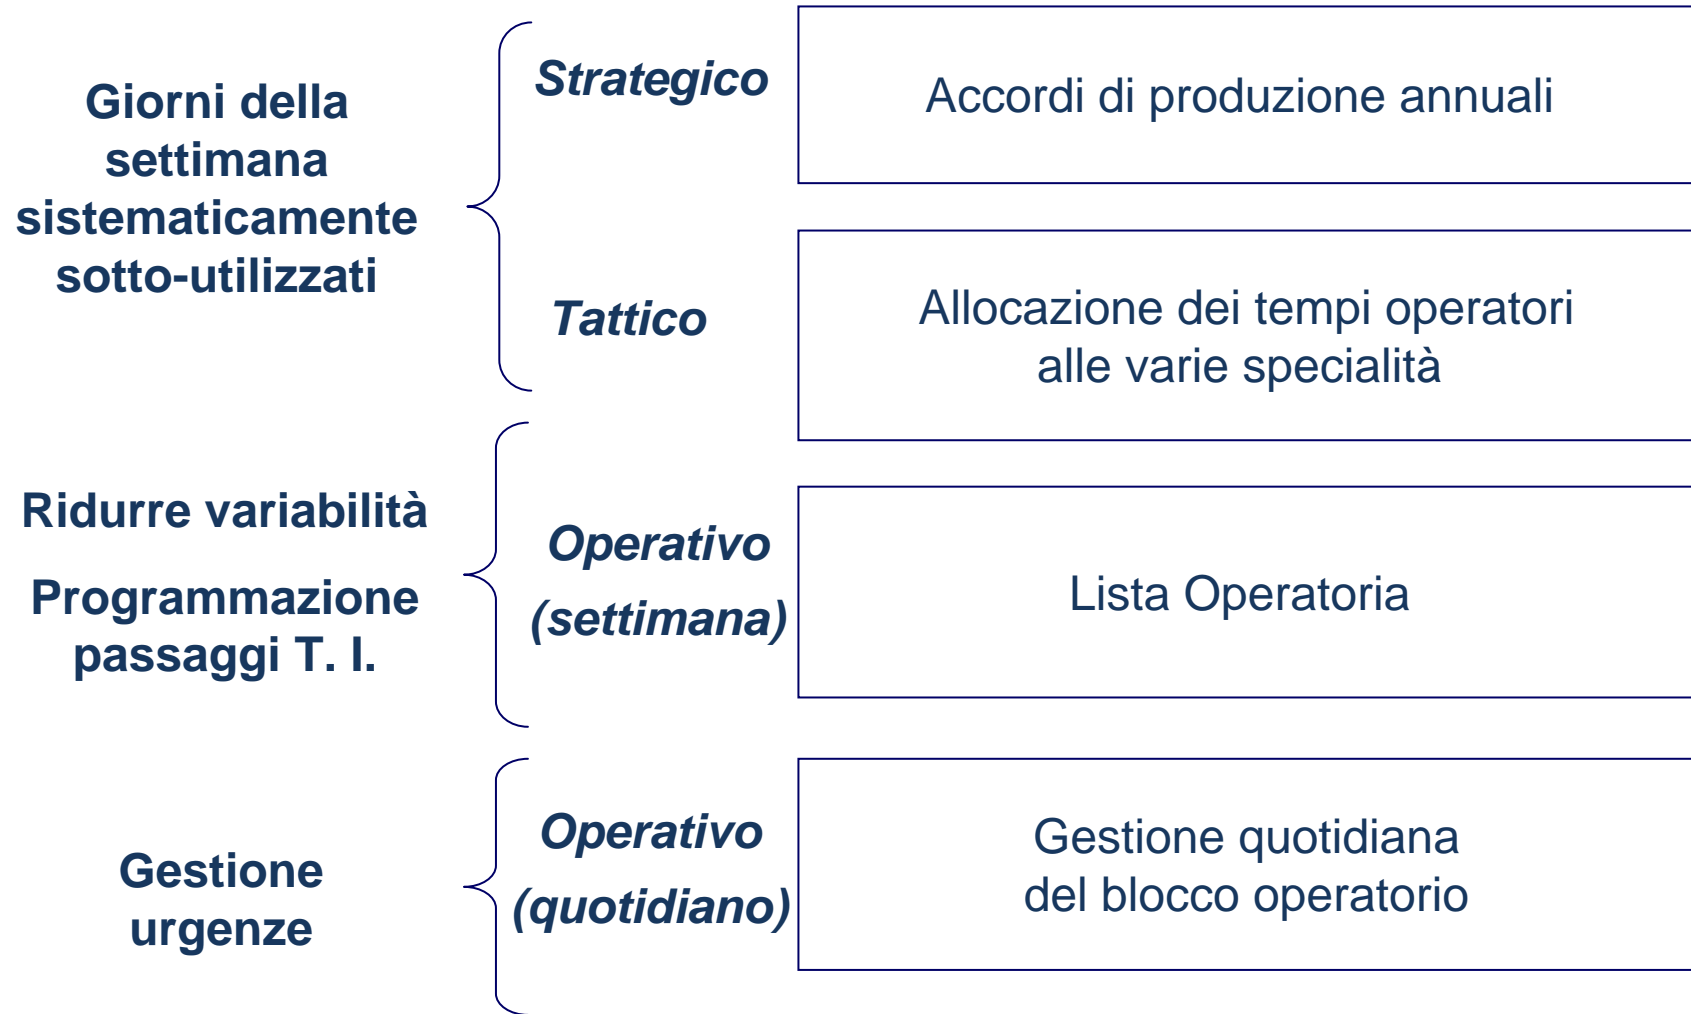 Giorni della
settimana
sistematicamente
sotto-utilizzati
Strategico
Accordi di produzione annuali
Tattico
Allocazione dei tempi operatori
alle varie specialità
Ridurre variabilità
Programmazione
passaggi T. I.
Operativo
(settimana)
Lista Operatoria
Gestione
urgenze
Operativo
(quotidiano)
Gestione quotidiana
del blocco operatorio